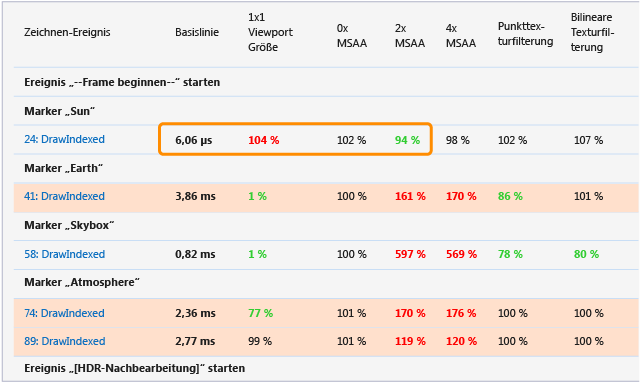 Zeichnen-Ereignis Basislinie 1x1 Viewport Größe 0x MSAA 2x MSAA 4x MSAA Punkttex- turfilterung Bilineare Texturfil- terung
Ereignis „--Frame beginnen--“ starten
Marker „Sun“
24: DrawIndexed 6,06 µs 104 % 102 % 94 % 98 % 102 % 107 %
Marker „Earth“
41: DrawIndexed 3,86 ms 1 % 100 % 161 % 170 % 86 % 101 %
Marker „Skybox“
58: DrawIndexed 0,82 ms 1 % 100 % 597 % 569 % 78 % 80 %
Marker „Atmosphere“
74: DrawIndexed 2,36 ms 77 % 101 % 170 % 176 % 100 % 100 %
89: DrawIndexed 2,77 ms 99 % 101 % 119 % 120 % 100 % 100 %
Ereignis „[HDR-Nachbearbeitung]“ starten